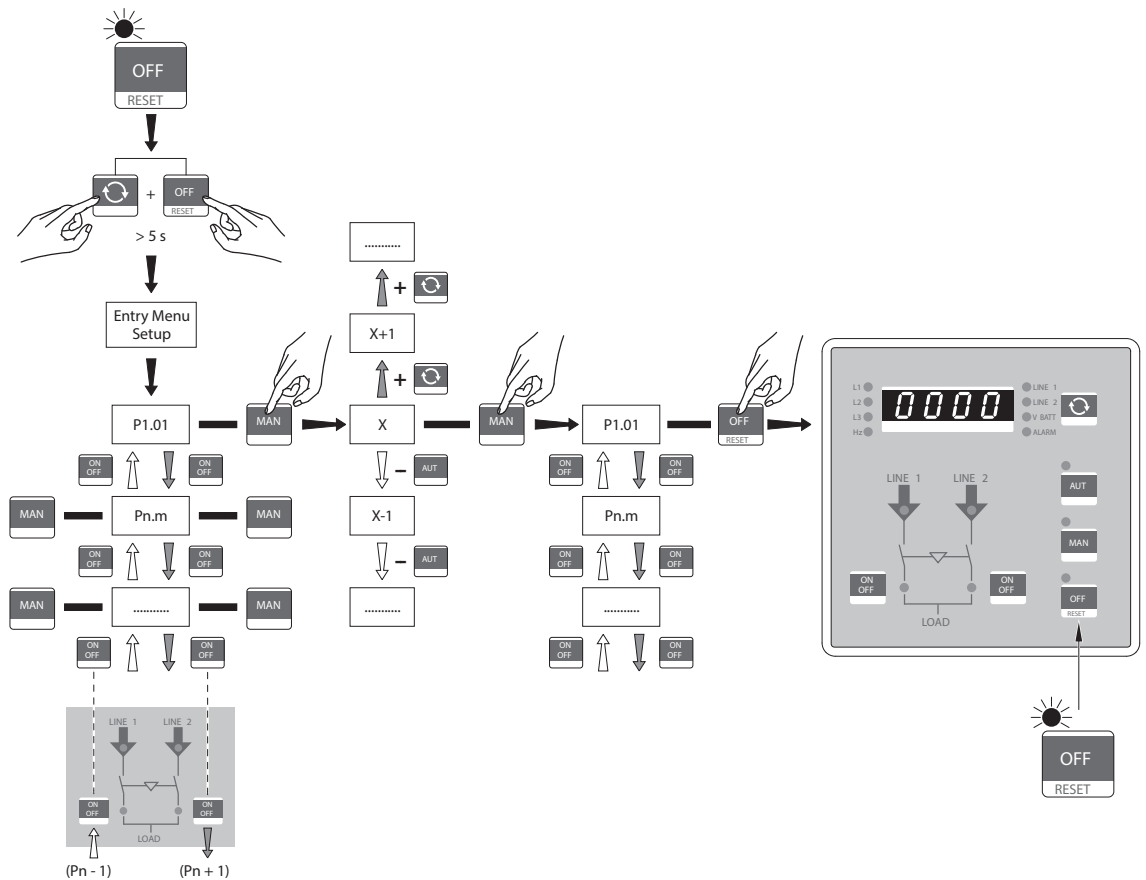 OFF
RESET
+
OFF
RESET
> 5 s
Entry Menu
Setup
P1.01
ON
OFF
ON
OFF
MAN
Pn.m
MAN
ON
OFF
ON
OFF
MAN
...........
MAN
ON
OFF
ON
OFF
LINE 1
LINE 2
ON
OFF
ON
OFF
LOAD
(Pn - 1)
(Pn + 1)
MAN
...........
+
X+1
+
X
- AUT
X-1
- AUT
...........
MAN
P1.01
ON
OFF
ON
OFF
Pn.m
ON
OFF
ON
OFF
...........
ON
OFF
ON
OFF
OFF
RESET
L1
L2
L3
Hz
0000
LINE 1
LINE 2
V BATT
ALARM
LINE 1
LINE 2
AUT
MAN
ON
OFF
ON
OFF
OFF
RESET
LOAD
OFF
RESET